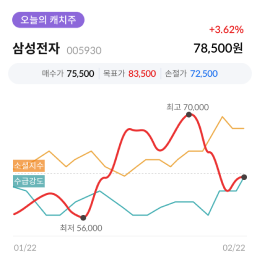 오늘의 캐치주
+3.62%
삼성전자 005930 78,500원
매수가 75,500 목표가 83,500 손절가 72,500
최고 70,000
소셜지수
수급강도
최저 56,000
01/22 02/22